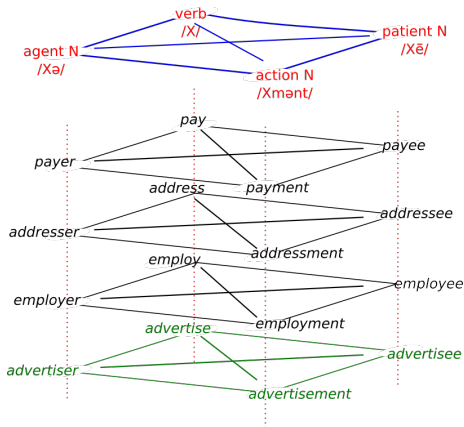 verb
/X/
patient N
/Xẽ/
agent N
/Xə/
action N
/Xmənt/
pay
payee
payer
payment
address
addressee
addresser
addressment
employ
employee
employer
employment
advertise
advertisee
advertiser
advertisement